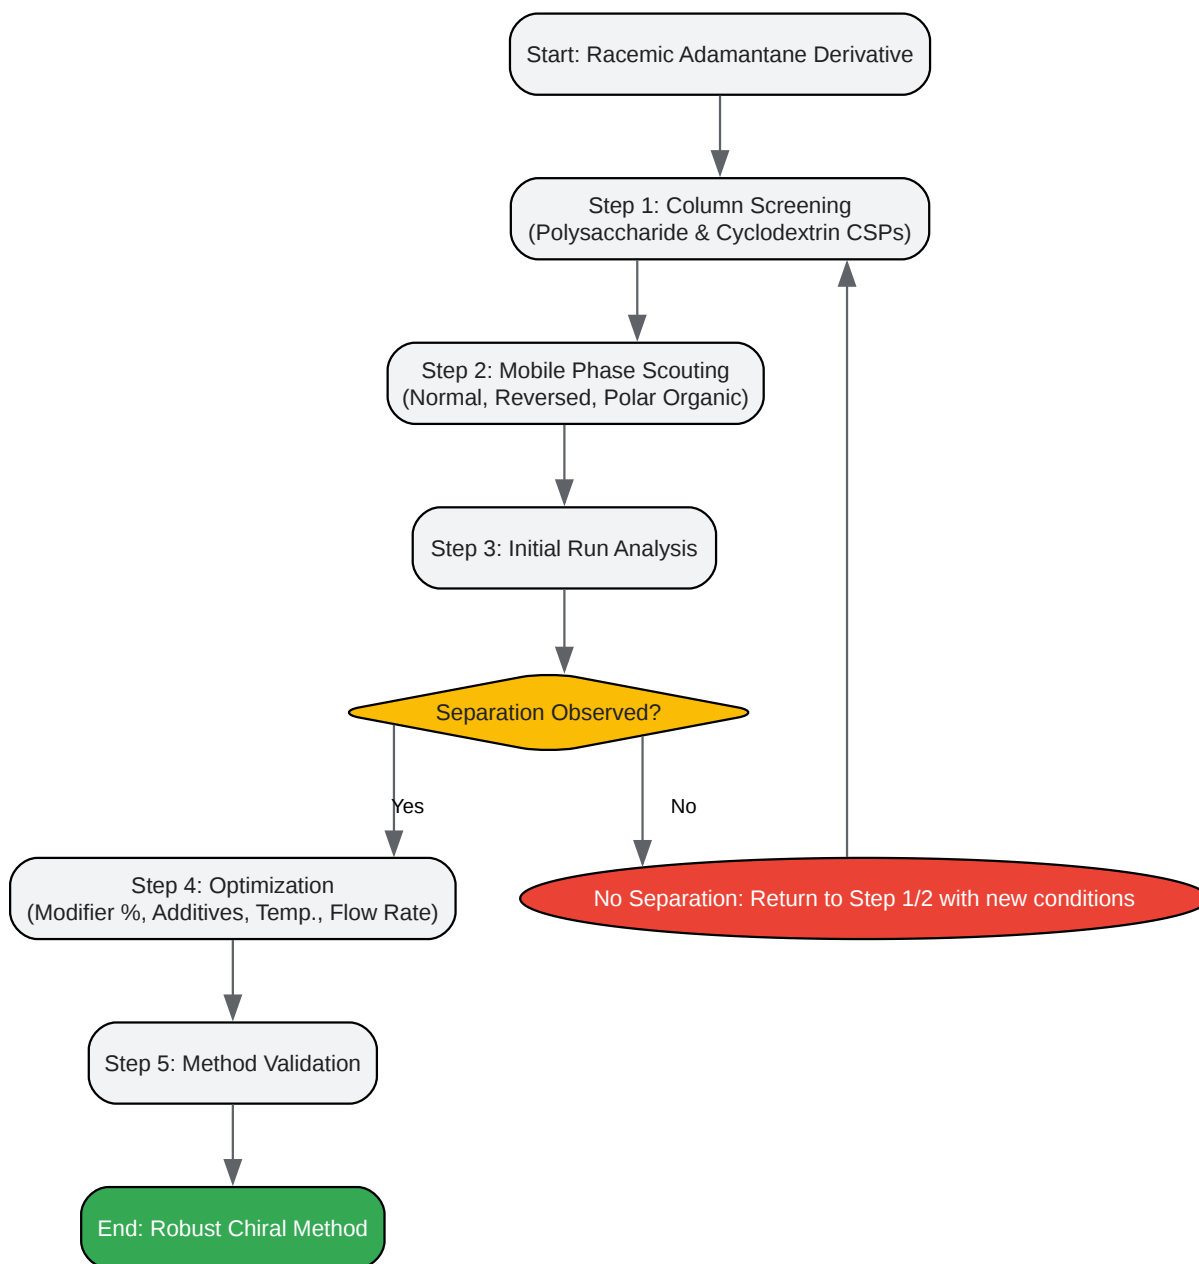 Start: Racemic Adamantane Derivative
Step 1: Column Screening
(Polysaccharide & Cyclodextrin CSPs)
Step 2: Mobile Phase Scouting
(Normal, Reversed, Polar Organic)
Step 3: Initial Run Analysis
Separation Observed?
Yes
No
Step 4: Optimization
(Modifier %, Additives, Temp., Flow Rate)
No Separation: Return to Step 1/2 with new conditions
Step 5: Method Validation
End: Robust Chiral Method